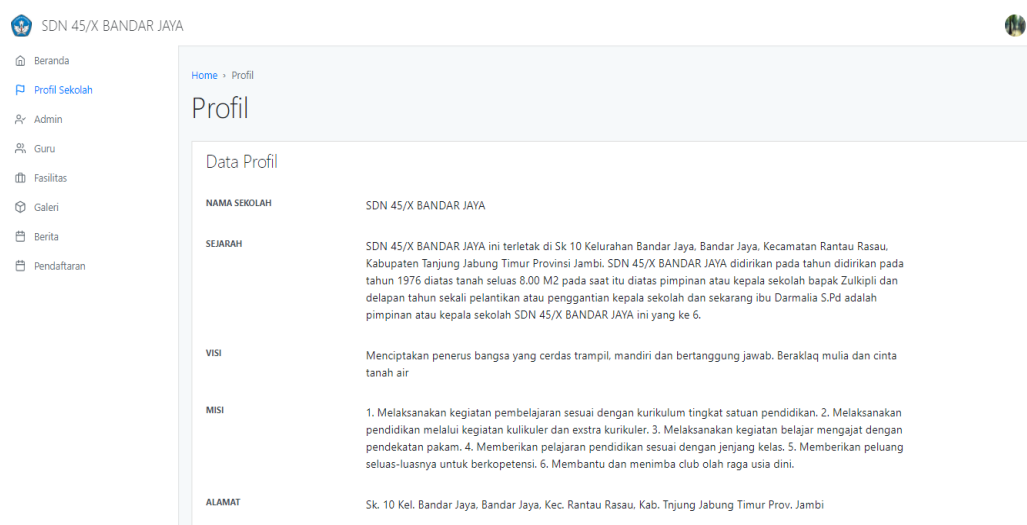 SDN 45/X BANDAR JAYA
Beranda
Profil Sekolah
Admin
Guru
Fasilitas
Galeri
Berita
Pendaftaran
Home › Profil
Profil
Data Profil
NAMA SEKOLAH
SDN 45/X BANDAR JAYA
SEJARAH
SDN 45/X BANDAR JAYA ini terletak di Sk 10 Kelurahan Bandar Jaya, Bandar Jaya, Kecamatan Rantau Rasau,
Kabupaten Tanjung Jabung Timur Provinsi Jambi. SDN 45/X BANDAR JAYA didirikan pada tahun didirikan pada
tahun 1976 diatas tanah seluas 8.00 M2 pada saat itu diatas pimpinan atau kepala sekolah bapak Zulkipli dan
delapan tahun sekali pelantikan atau penggantian kepala sekolah dan sekarang ibu Darmalia S.Pd adalah
pimpinan atau kepala sekolah SDN 45/X BANDAR JAYA ini yang ke 6.
VISI
Menciptakan penerus bangsa yang cerdas trampil, mandiri dan bertanggung jawab. Beraklaq mulia dan cinta
tanah air
MISI
1. Melaksanakan kegiatan pembelajaran sesuai dengan kurikulum tingkat satuan pendidikan. 2. Melaksanakan
pendidikan melalui kegiatan kulikuler dan exstra kurikuler. 3. Melaksanakan kegiatan belajar mengajat dengan
pendekatan pakam. 4. Memberikan pelajaran pendidikan sesuai dengan jenjang kelas. 5. Memberikan peluang
seluas-luasnya untuk berkopetensi. 6. Membantu dan menimba club olah raga usia dini.
ALAMAT
Sk. 10 Kel. Bandar Jaya, Bandar Jaya, Kec. Rantau Rasau, Kab. Tnjung Jabung Timur Prov. Jambi